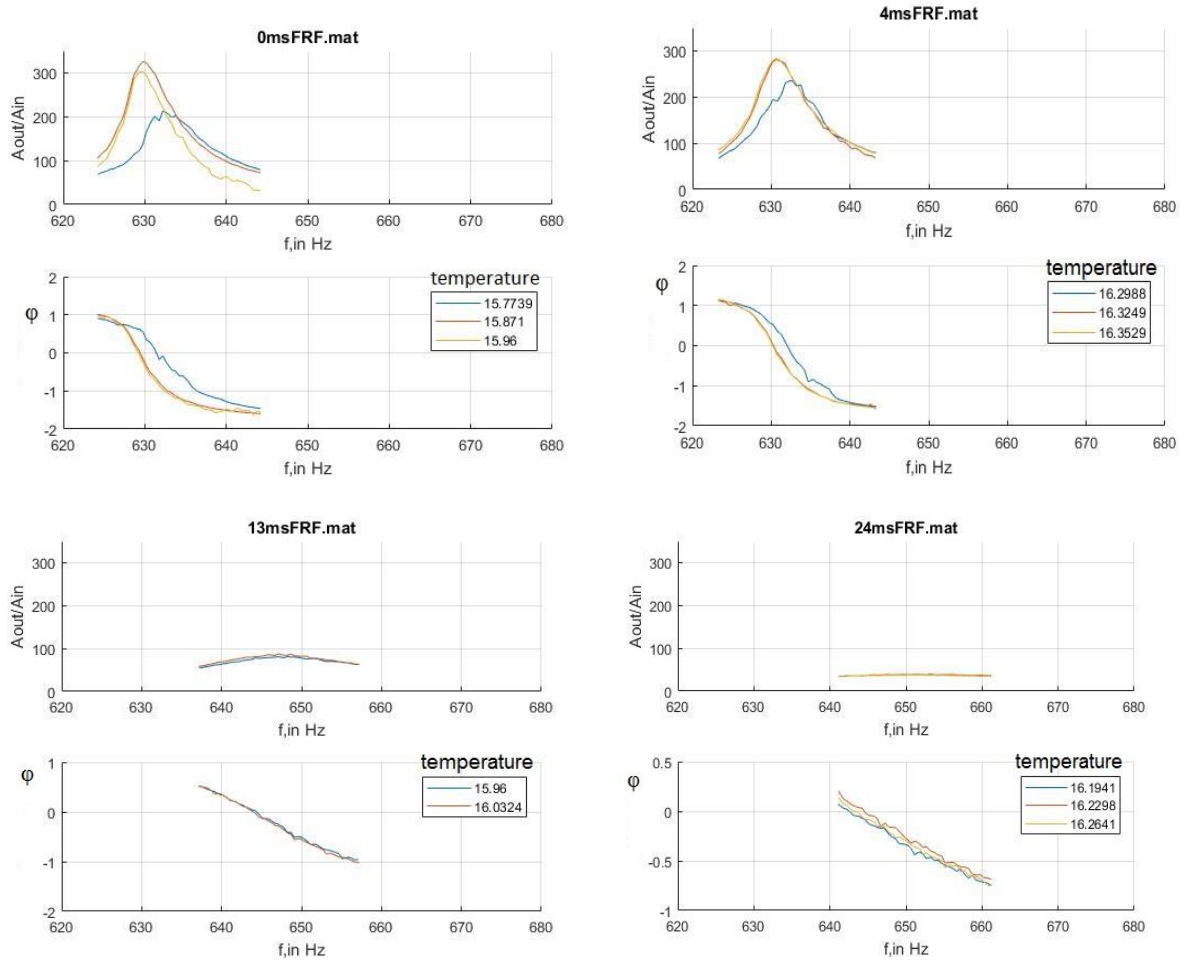 0msFRF.mat
Aout/Ain
300
200
100
0
620 630 640 650 660 670 680
f,in Hz
φ
2
1
0
-1
-2
temperature
15.7739
15.871
15.96
620 630 640 650 660 670 680
f,in Hz
4msFRF.mat
Aout/Ain
300
200
100
0
620 630 640 650 660 670 680
f,in Hz
φ
2
1
0
-1
-2
temperature
16.2988
16.3249
16.3529
620 630 640 650 660 670 680
f,in Hz
13msFRF.mat
Aout/Ain
300
200
100
0
620 630 640 650 660 670 680
f,in Hz
φ
1
0
-1
-2
temperature
15.96
16.0324
620 630 640 650 660 670 680
f,in Hz
24msFRF.mat
Aout/Ain
300
200
100
0
620 630 640 650 660 670 680
f,in Hz
φ
0.5
0
-0.5
-1
temperature
16.1941
16.2298
16.2641
620 630 640 650 660 670 680
f,in Hz